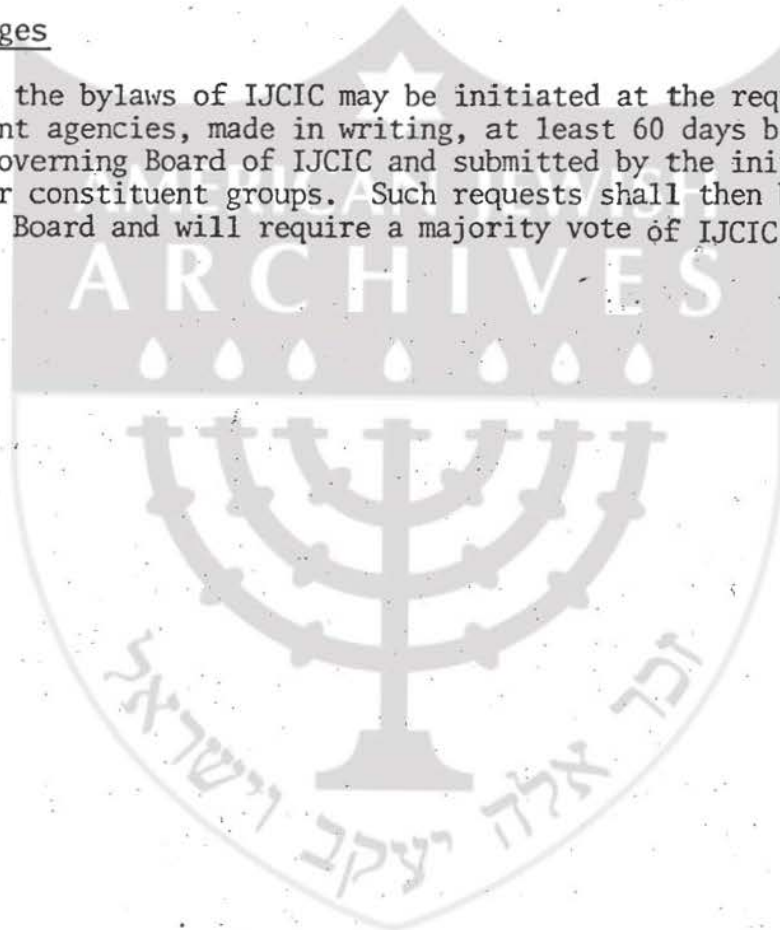 ges
the bylaws of IJCIC may be initiated at the req
nt agencies, made in writing, at least 60 days b
overning Board of IJCIC and submitted by the ini
r constituent groups. Such requests shall then
Board and will require a majority vote of IJCIC
AMERICAN JEWISH
ARCHIVES
זכר אלה יעקב וישראל